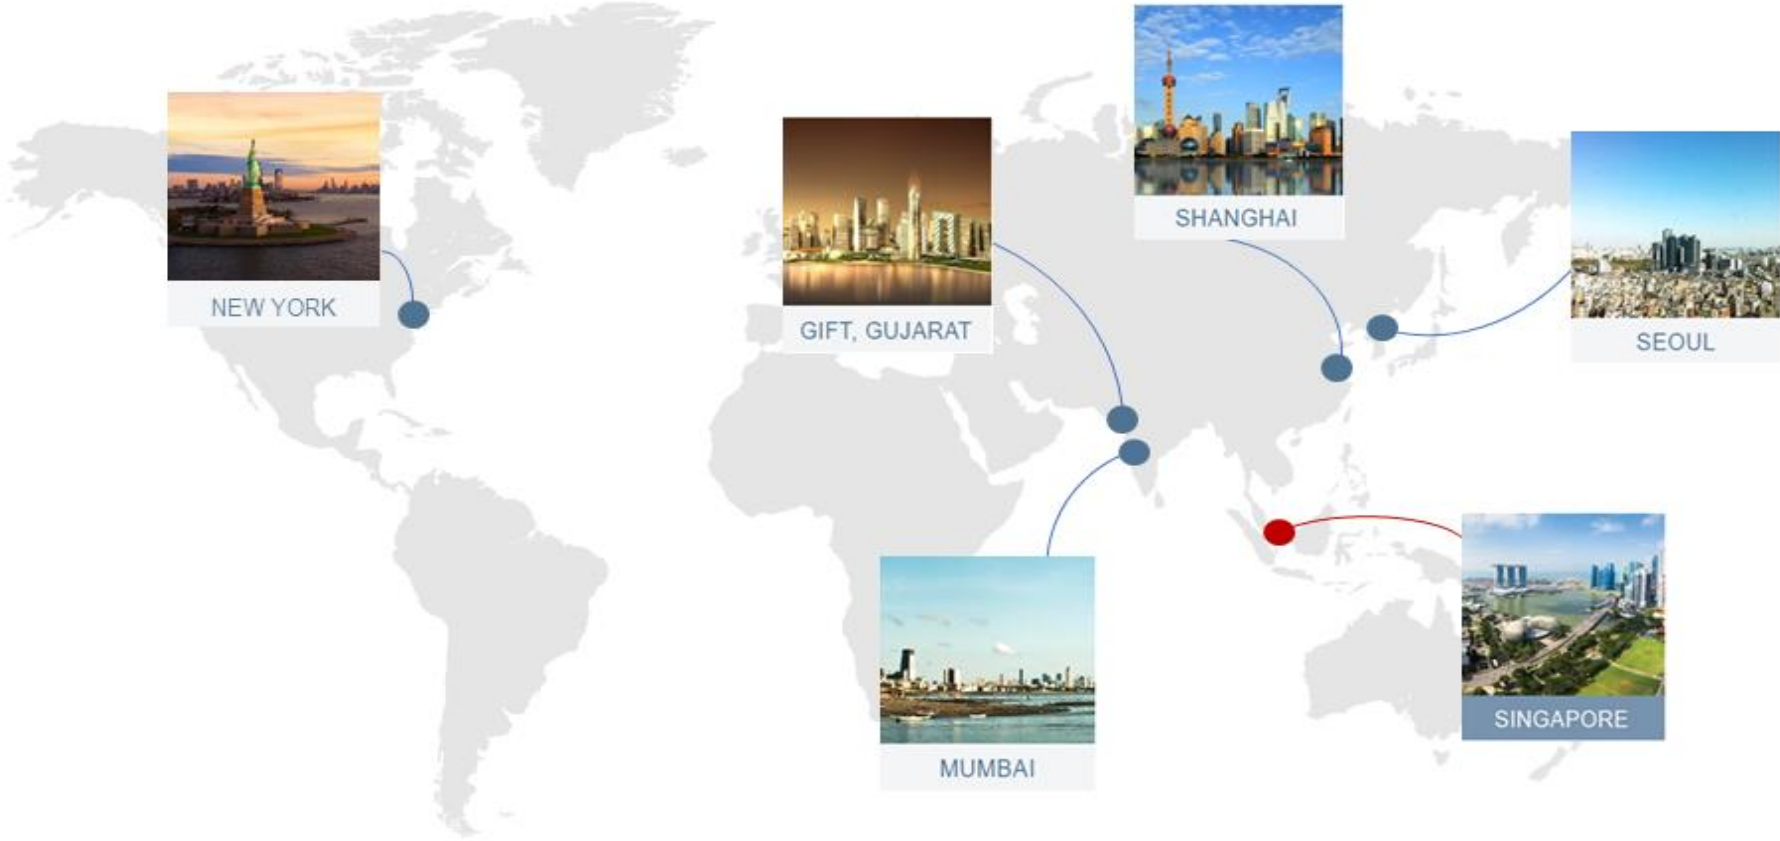 SHANGHAI
NEW YORK
GIFT, GUJARAT
SEOUL
SINGAPORE
MUMBAI